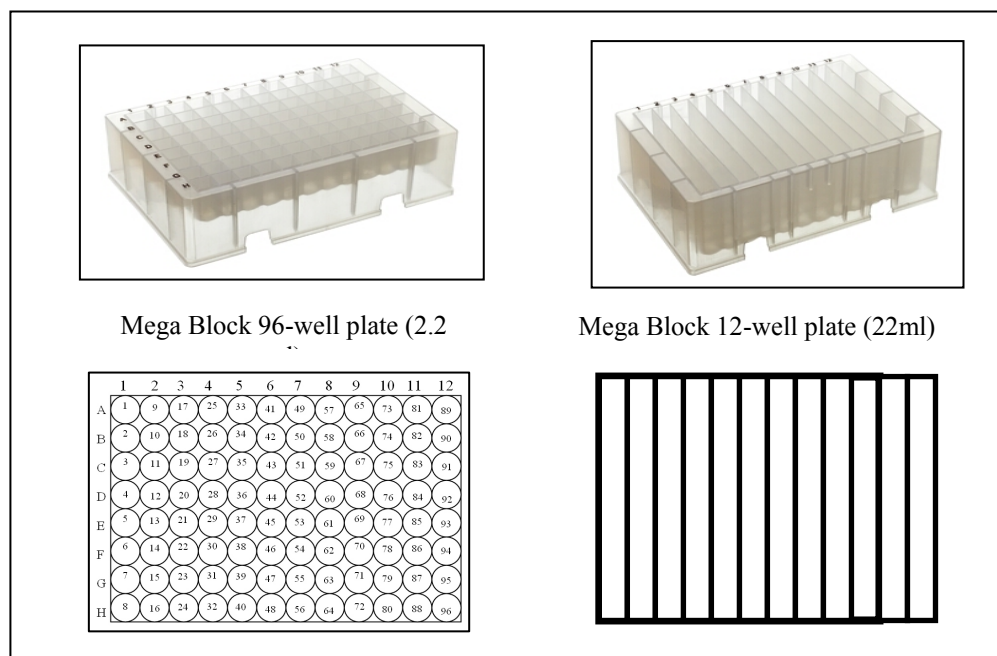 Mega Block 96-well plate (2.2
Mega Block 12-well plate (22ml)
1 2 3 4 5 6 7 8 9 10 11 12
A 1 9 17 25 33 41 49 57 65 73 81 89
B 2 10 18 26 34 42 50 58 66 74 82 90
C 3 11 19 27 35 43 51 59 67 75 83 91
D 4 12 20 28 36 44 52 60 68 76 84 92
E 5 13 21 29 37 45 53 61 69 77 85 93
F 6 14 22 30 38 46 54 62 70 78 86 94
G 7 15 23 31 39 47 55 63 71 79 87 95
H 8 16 24 32 40 48 56 64 72 80 88 96